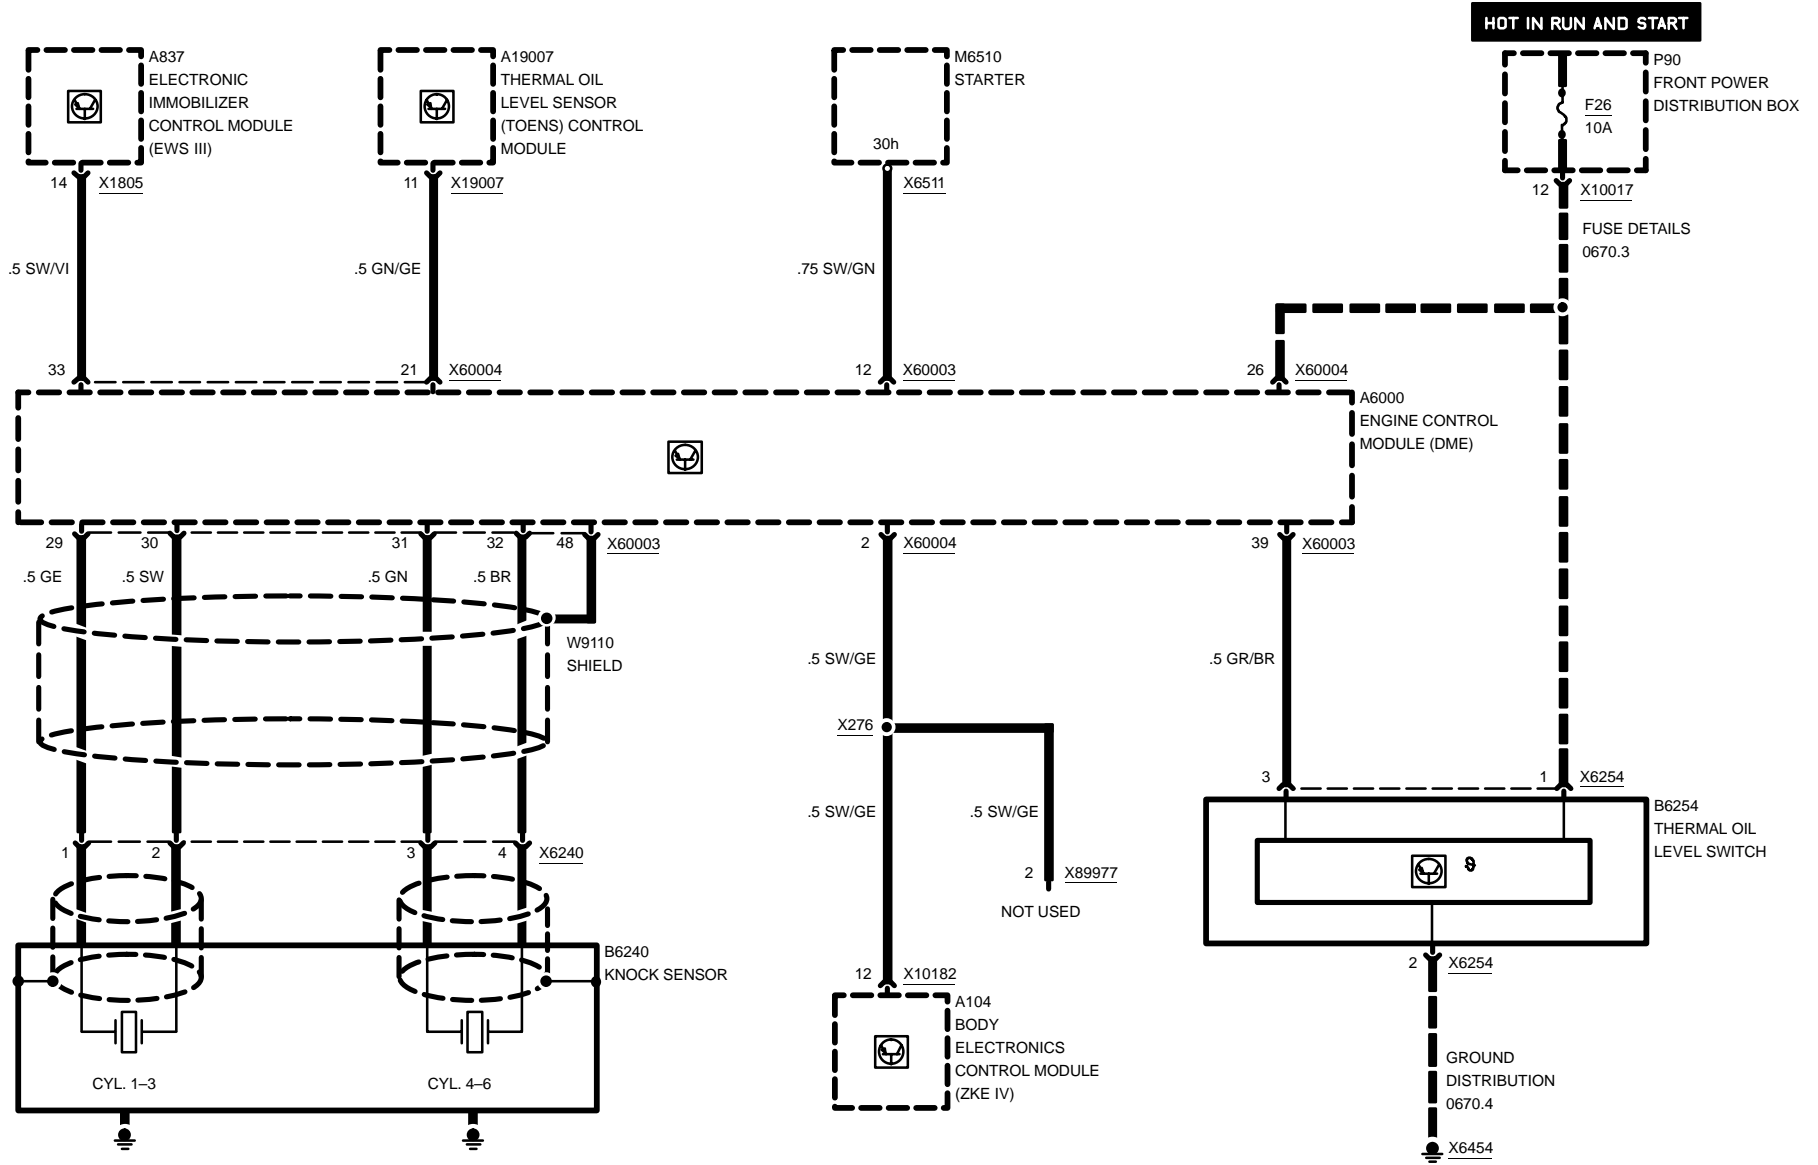 HOT IN RUN AND START
A837
ELECTRONIC
IMMOBILIZER
CONTROL MODULE
(EWS III)
14 X1805
A19007
THERMAL OIL
LEVEL SENSOR
(TOENS) CONTROL
MODULE
11 X19007
M6510
STARTER
30h
X6511
P90
FRONT POWER
DISTRIBUTION BOX
F26
10A
12 X10017
FUSE DETAILS
0670.3
.5 SW/VI
.5 GN/GE
.75 SW/GN
33
21 X60004
12 X60003
26 X60004
A6000
ENGINE CONTROL
MODULE (DME)
29
30
31
32
48 X60003
2 X60004
39 X60003
.5 GE
.5 SW
.5 GN
.5 BR
W9110
SHIELD
.5 SW/GE
.5 GR/BR
X276
.5 SW/GE
.5 SW/GE
2 X89977
NOT USED
3
1 X6254
B6254
THERMAL OIL
LEVEL SWITCH
ϑ
1
2
3
4 X6240
B6240
KNOCK SENSOR
CYL. 1–3
CYL. 4–6
12 X10182
A104
BODY
ELECTRONICS
CONTROL MODULE
(ZKE IV)
2 X6254
GROUND
DISTRIBUTION
0670.4
X6454